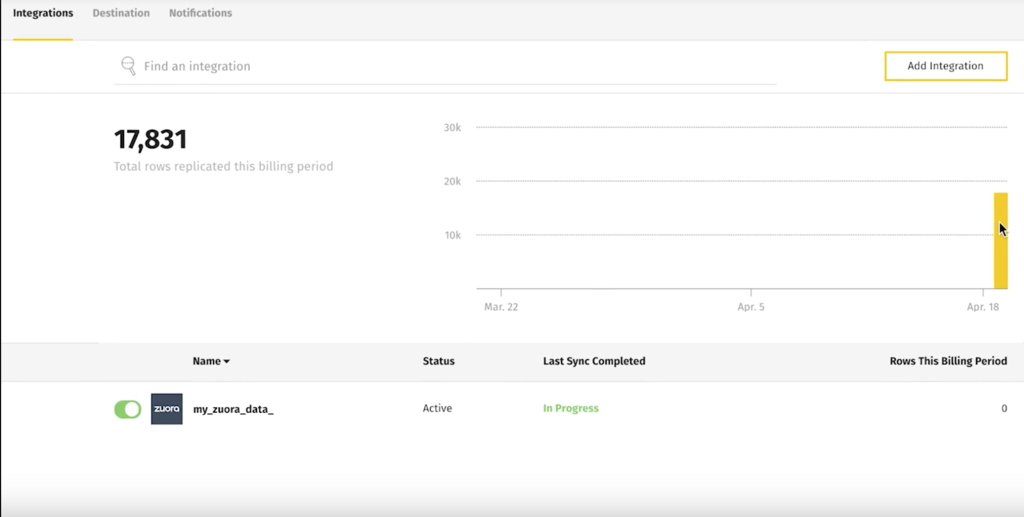 Integrations Destination Notifications
Find an integration
Add Integration
17,831
Total rows replicated this billing period
30k
20k
10k
Mar. 22 Apr. 5 Apr. 18
Name Status Last Sync Completed Rows This Billing Period
zuora my_zuora_data_ Active In Progress 0